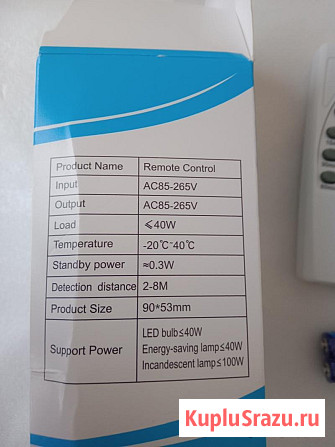 Product Name Remote Control
Input AC85-265V
Output AC85-265V
Load ⩽40W
Temperature -20℃~40℃
Standby power ≈0.3W
Detection distance 2-8M
Product Size 90*53mm
Support Power LED bulb≤40W
Energy-saving lamp≤40W
Incandescent lamp≤100W
KupluSrazu.ru